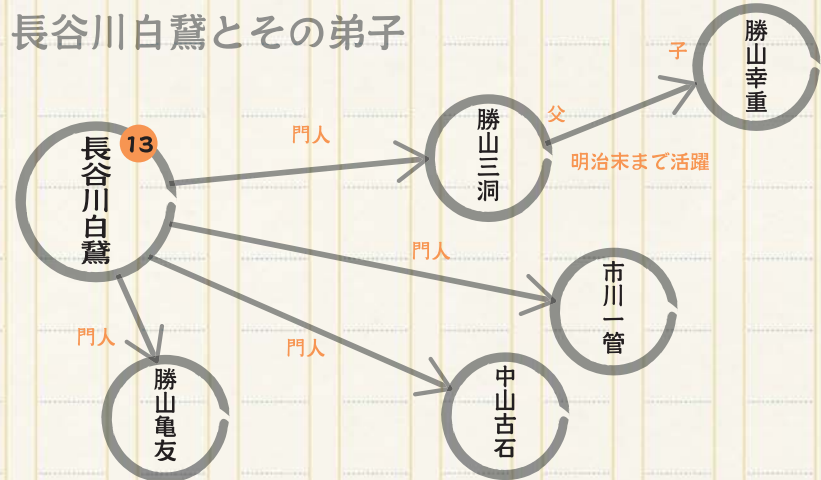 長谷川白鵞とその弟子
13
長谷川白鵞
門人
勝山三洞
父
子
勝山幸重
明治末まで活躍
門人
市川一管
門人
中山古石
門人
勝山亀友